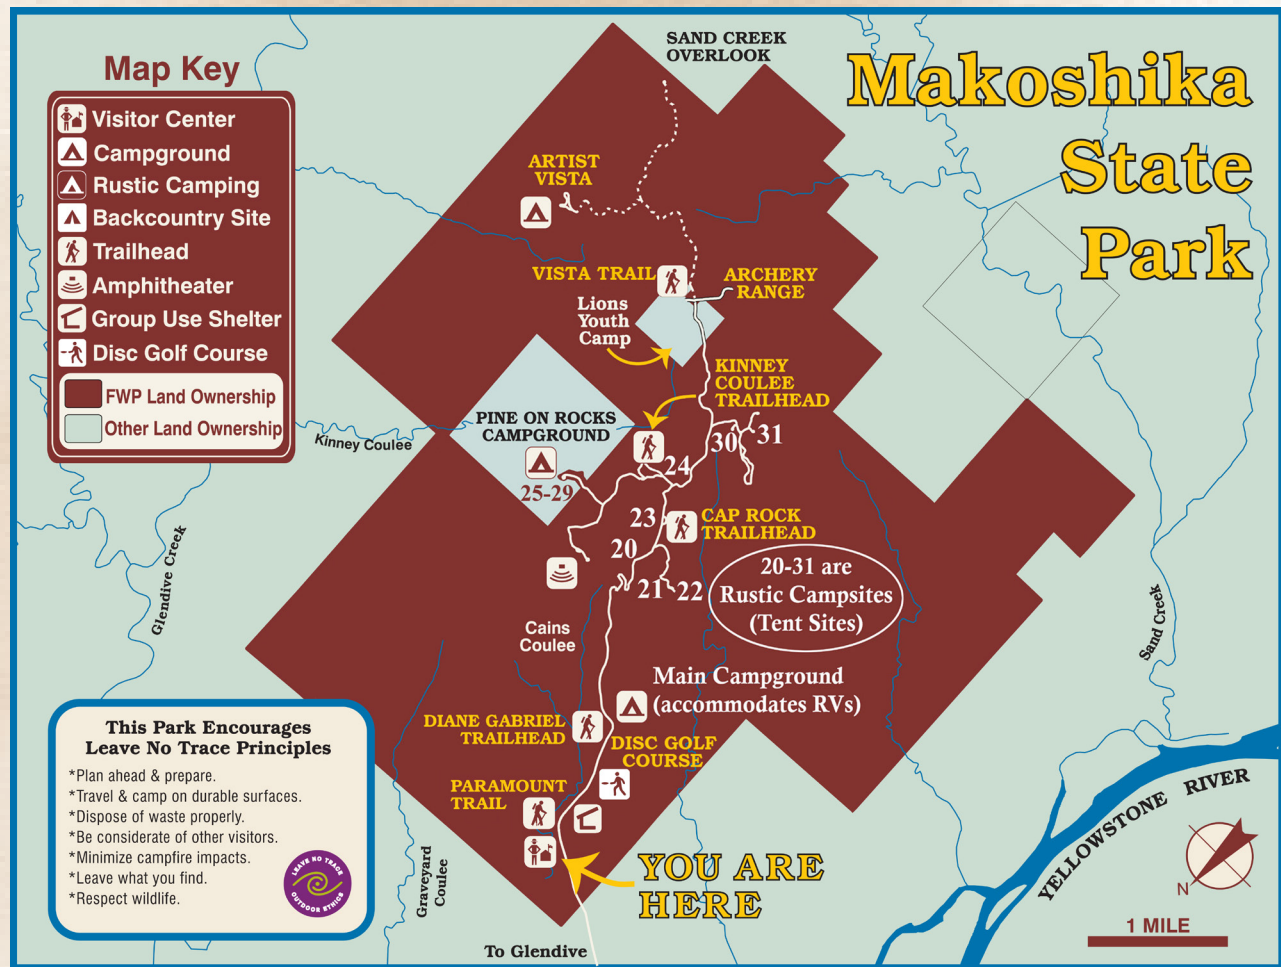 Makoshika
State
Park
Map Key
Visitor Center
Campground
Rustic Camping
Backcountry Site
Trailhead
Amphitheater
Group Use Shelter
Disc Golf Course
FWP Land Ownership
Other Land Ownership
SAND CREEK
OVERLOOK
ARTIST
VISTA
VISTA TRAIL
ARCHERY
RANGE
Lions
Youth
Camp
KINNEY
COULEE
TRAILHEAD
PINE ON ROCKS
CAMPGROUND
25-29
Kinney Coulee
30
31
24
23
CAP ROCK
TRAILHEAD
20
21
22
20-31 are
Rustic Campsites
(Tent Sites)
Cains
Coulee
Glendive Creek
Sand Creek
Main Campground
(accommodates RVs)
DIANE GABRIEL
TRAILHEAD
DISC GOLF
COURSE
PARAMOUNT
TRAIL
YOU ARE
HERE
Graveyard
Coulee
To Glendive
YELLOWSTONE RIVER
N
1 MILE
This Park Encourages
Leave No Trace Principles
*Plan ahead & prepare.
*Travel & camp on durable surfaces.
*Dispose of waste properly.
*Be considerate of other visitors.
*Minimize campfire impacts.
*Leave what you find.
*Respect wildlife.
LEAVE NO TRACE
OUTDOOR ETHICS